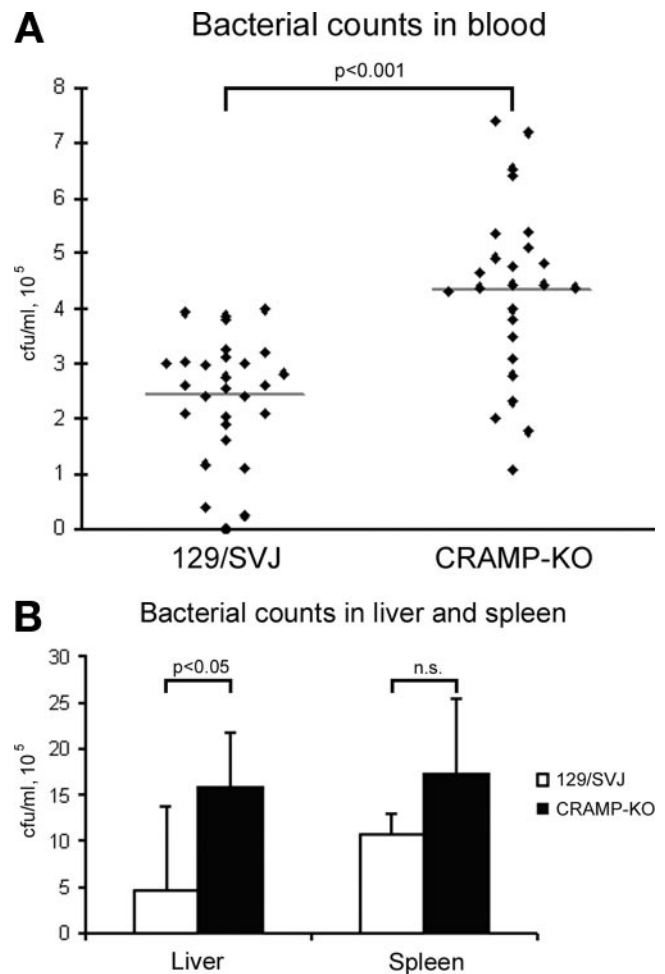 A
Bacterial counts in blood
p<0.001
8
7
6
5
4
3
2
1
0
cfu/ml, 10⁵
129/SVJ
CRAMP-KO
B
Bacterial counts in liver and spleen
30
25
20
15
10
5
0
cfu/ml, 10⁵
p<0.05
n.s.
129/SVJ
CRAMP-KO
Liver
Spleen